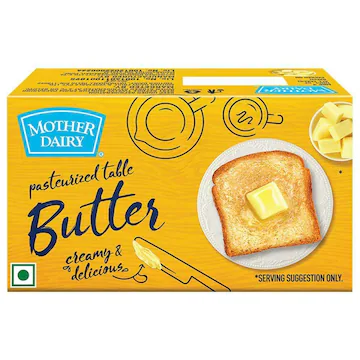 MOTHER
DAIRY
pasteurized table
Butter
creamy &
delicious
*
*SERVING SUGGESTION ONLY.